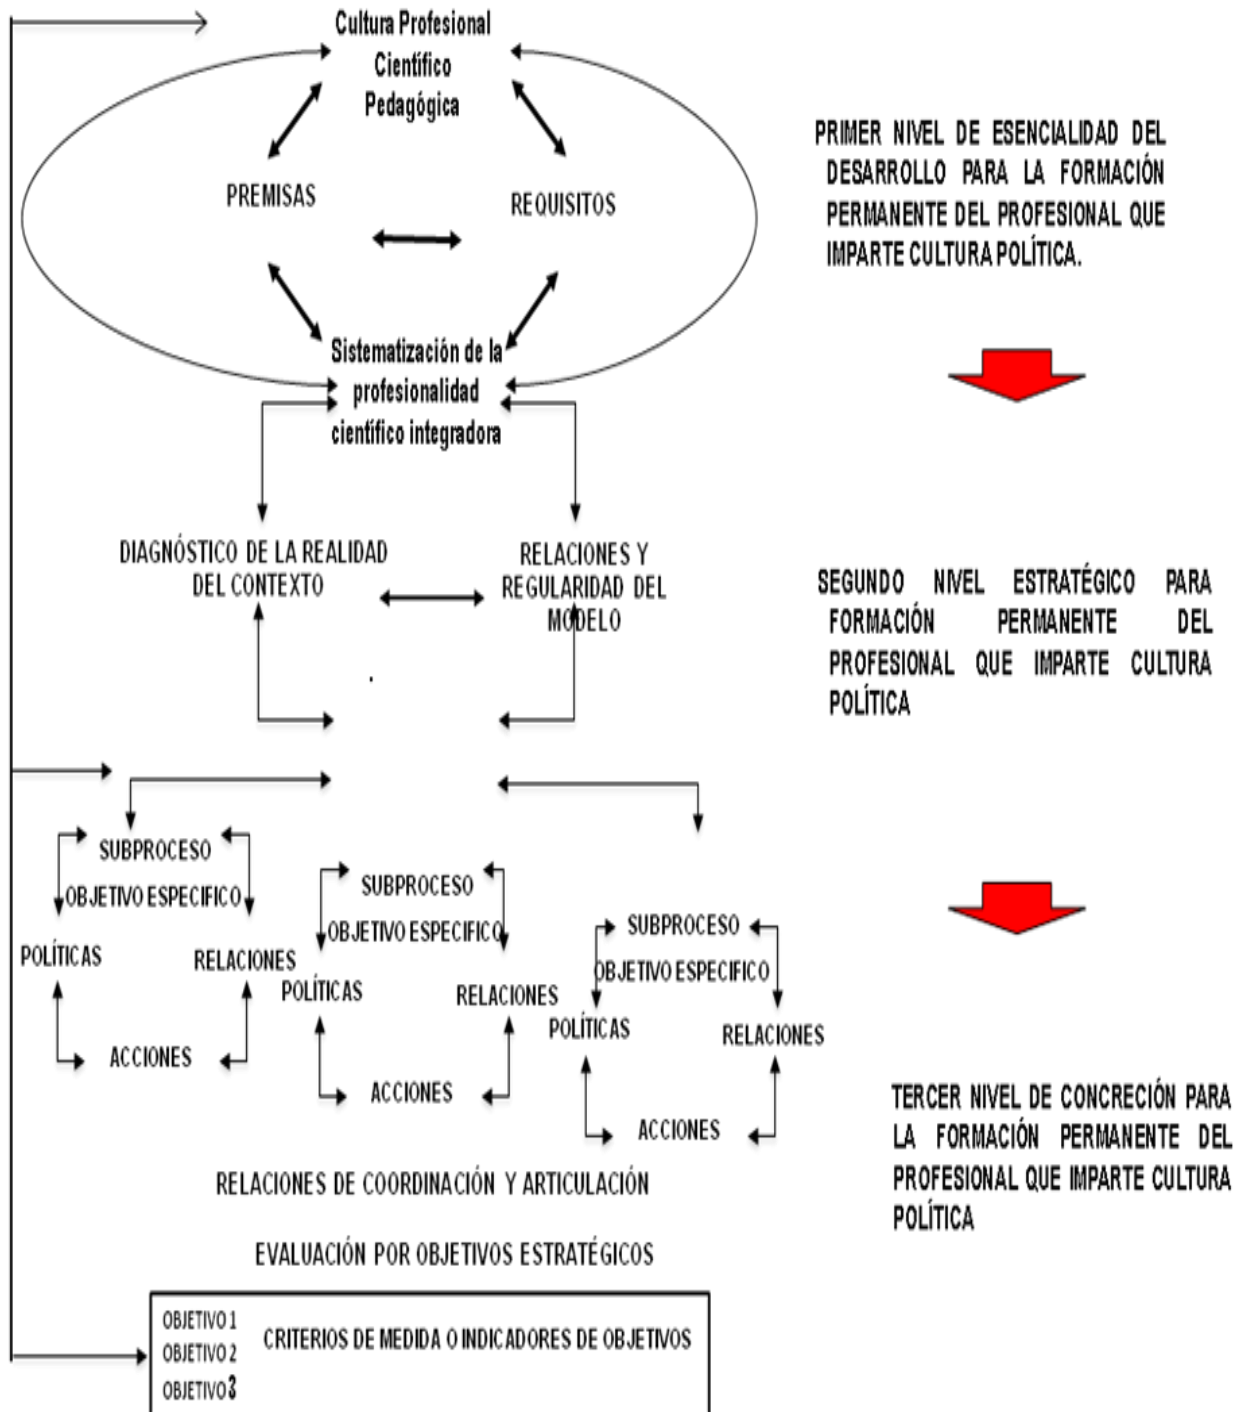 Cultura Profesional
Científico
Pedagógica
PREMISAS
REQUISITOS
Sistematización de la
profesionalidad
científico integradora
PRIMER NIVEL DE ESENCIALIDAD DEL
DESARROLLO PARA LA FORMACIÓN
PERMANENTE DEL PROFESIONAL QUE
IMPARTE CULTURA POLÍTICA.
DIAGNÓSTICO DE LA REALIDAD
DEL CONTEXTO
RELACIONES Y
REGULARIDAD DEL
MODELO
.
SEGUNDO NIVEL ESTRATÉGICO PARA
FORMACIÓN PERMANENTE DEL
PROFESIONAL QUE IMPARTE CULTURA
POLÍTICA
SUBPROCESO
OBJETIVO ESPECIFICO
POLÍTICAS
RELACIONES
ACCIONES
SUBPROCESO
OBJETIVO ESPECIFICO
POLÍTICAS
RELACIONES
ACCIONES
SUBPROCESO
OBJETIVO ESPECIFICO
POLÍTICAS
RELACIONES
ACCIONES
TERCER NIVEL DE CONCRECIÓN PARA
LA FORMACIÓN PERMANENTE DEL
PROFESIONAL QUE IMPARTE CULTURA
POLÍTICA
RELACIONES DE COORDINACIÓN Y ARTICULACIÓN
EVALUACIÓN POR OBJETIVOS ESTRATÉGICOS
OBJETIVO 1
CRITERIOS DE MEDIDA O INDICADORES DE OBJETIVOS
OBJETIVO 2
OBJETIVO 3